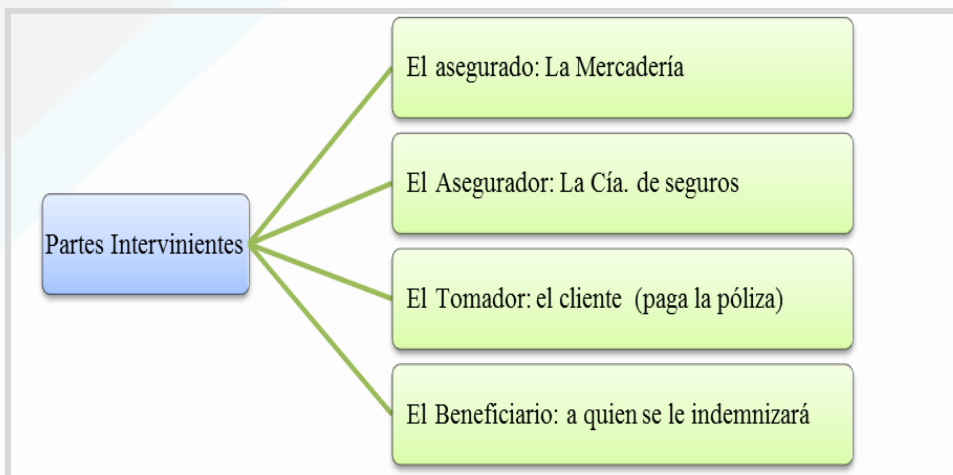 El asegurado: La Mercadería
El Asegurador: La Cía. de seguros
Partes Intervinientes
El Tomador: el cliente (paga la póliza)
El Beneficiario: a quien se le indemnizará